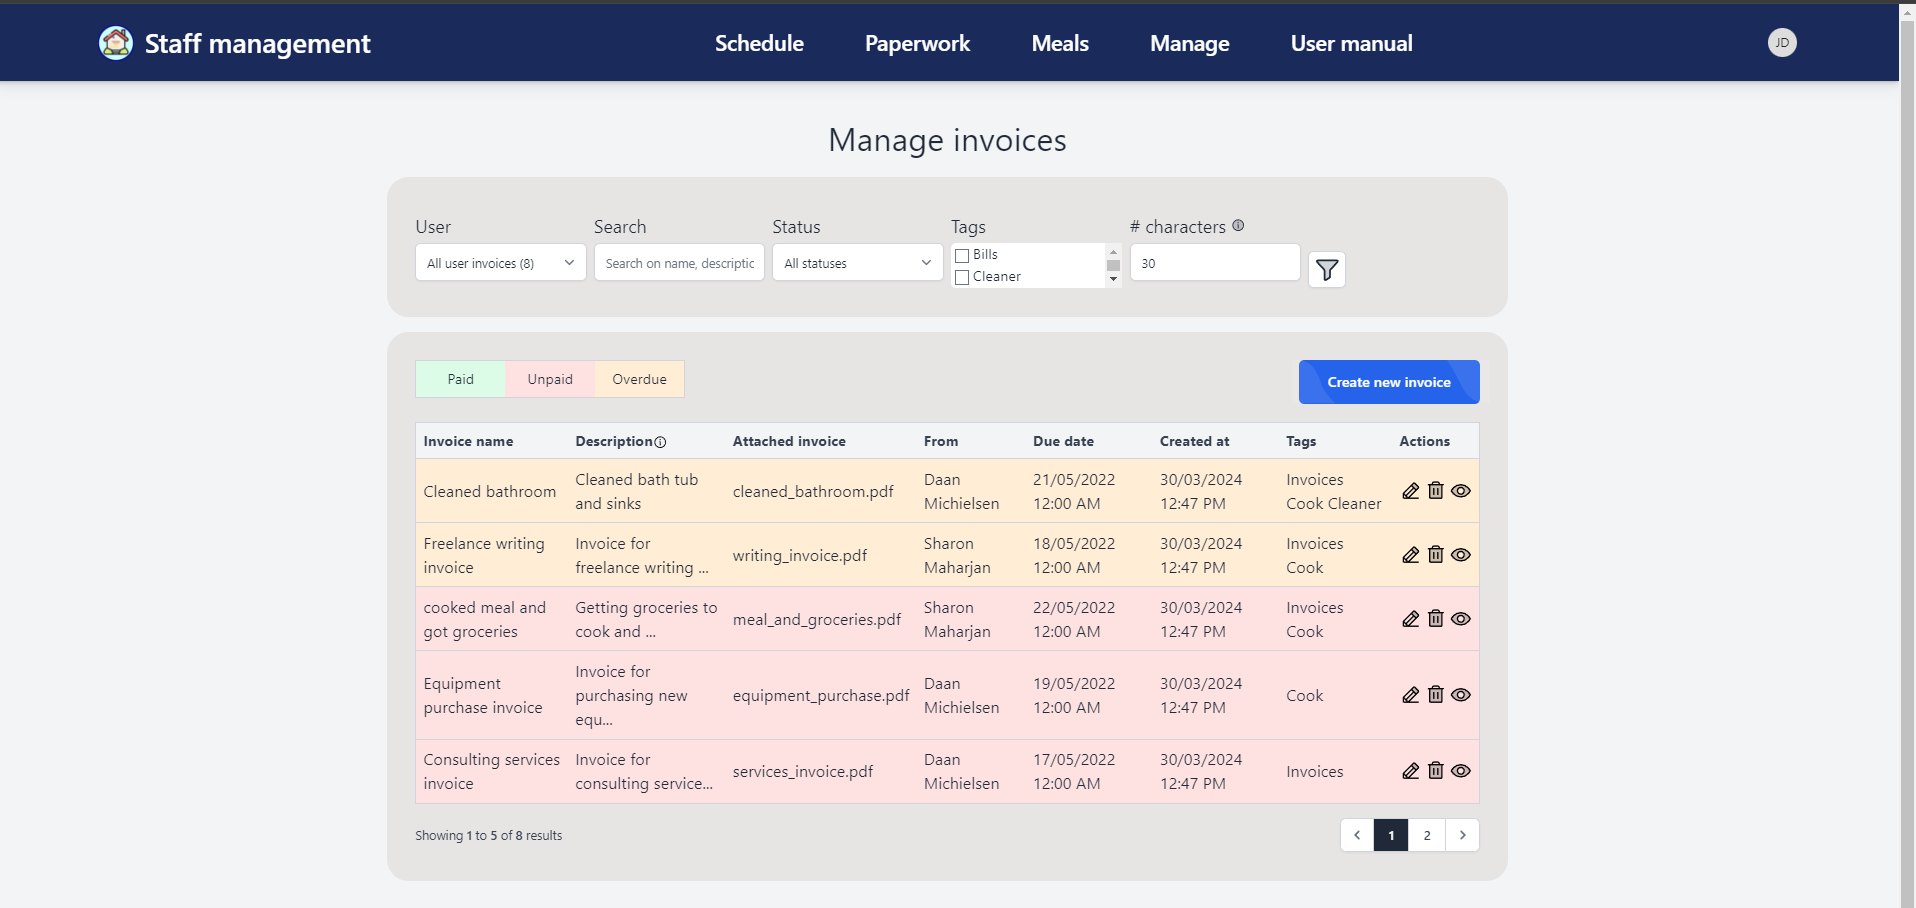 Staff management Schedule Paperwork Meals Manage User manual JD
Manage invoices
User Search Status Tags # characters
All user invoices (8) Search on name, descriptic All statuses Bills 30
Cleaner
Paid Unpaid Overdue Create new invoice
Invoice name Description Attached invoice From Due date Created at Tags Actions
Cleaned bathroom Cleaned bath tub cleaned_bathroom.pdf Daan 21/05/2022 30/03/2024 Invoices
and sinks Michielsen 12:00 AM 12:47 PM Cook Cleaner
Freelance writing Invoice for writing_invoice.pdf Sharon 18/05/2022 30/03/2024 Invoices
invoice freelance writing ... Maharjan 12:00 AM 12:47 PM Cook
cooked meal and Getting groceries to meal_and_groceries.pdf Sharon 22/05/2022 30/03/2024 Invoices
got groceries cook and ... Maharjan 12:00 AM 12:47 PM Cook
Equipment Invoice for equipment_purchase.pdf Daan 19/05/2022 30/03/2024 Cook
purchase invoice purchasing new Michielsen 12:00 AM 12:47 PM
equ...
Consulting services Invoice for services_invoice.pdf Daan 17/05/2022 30/03/2024 Invoices
invoice consulting service... Michielsen 12:00 AM 12:47 PM
Showing 1 to 5 of 8 results 1 2